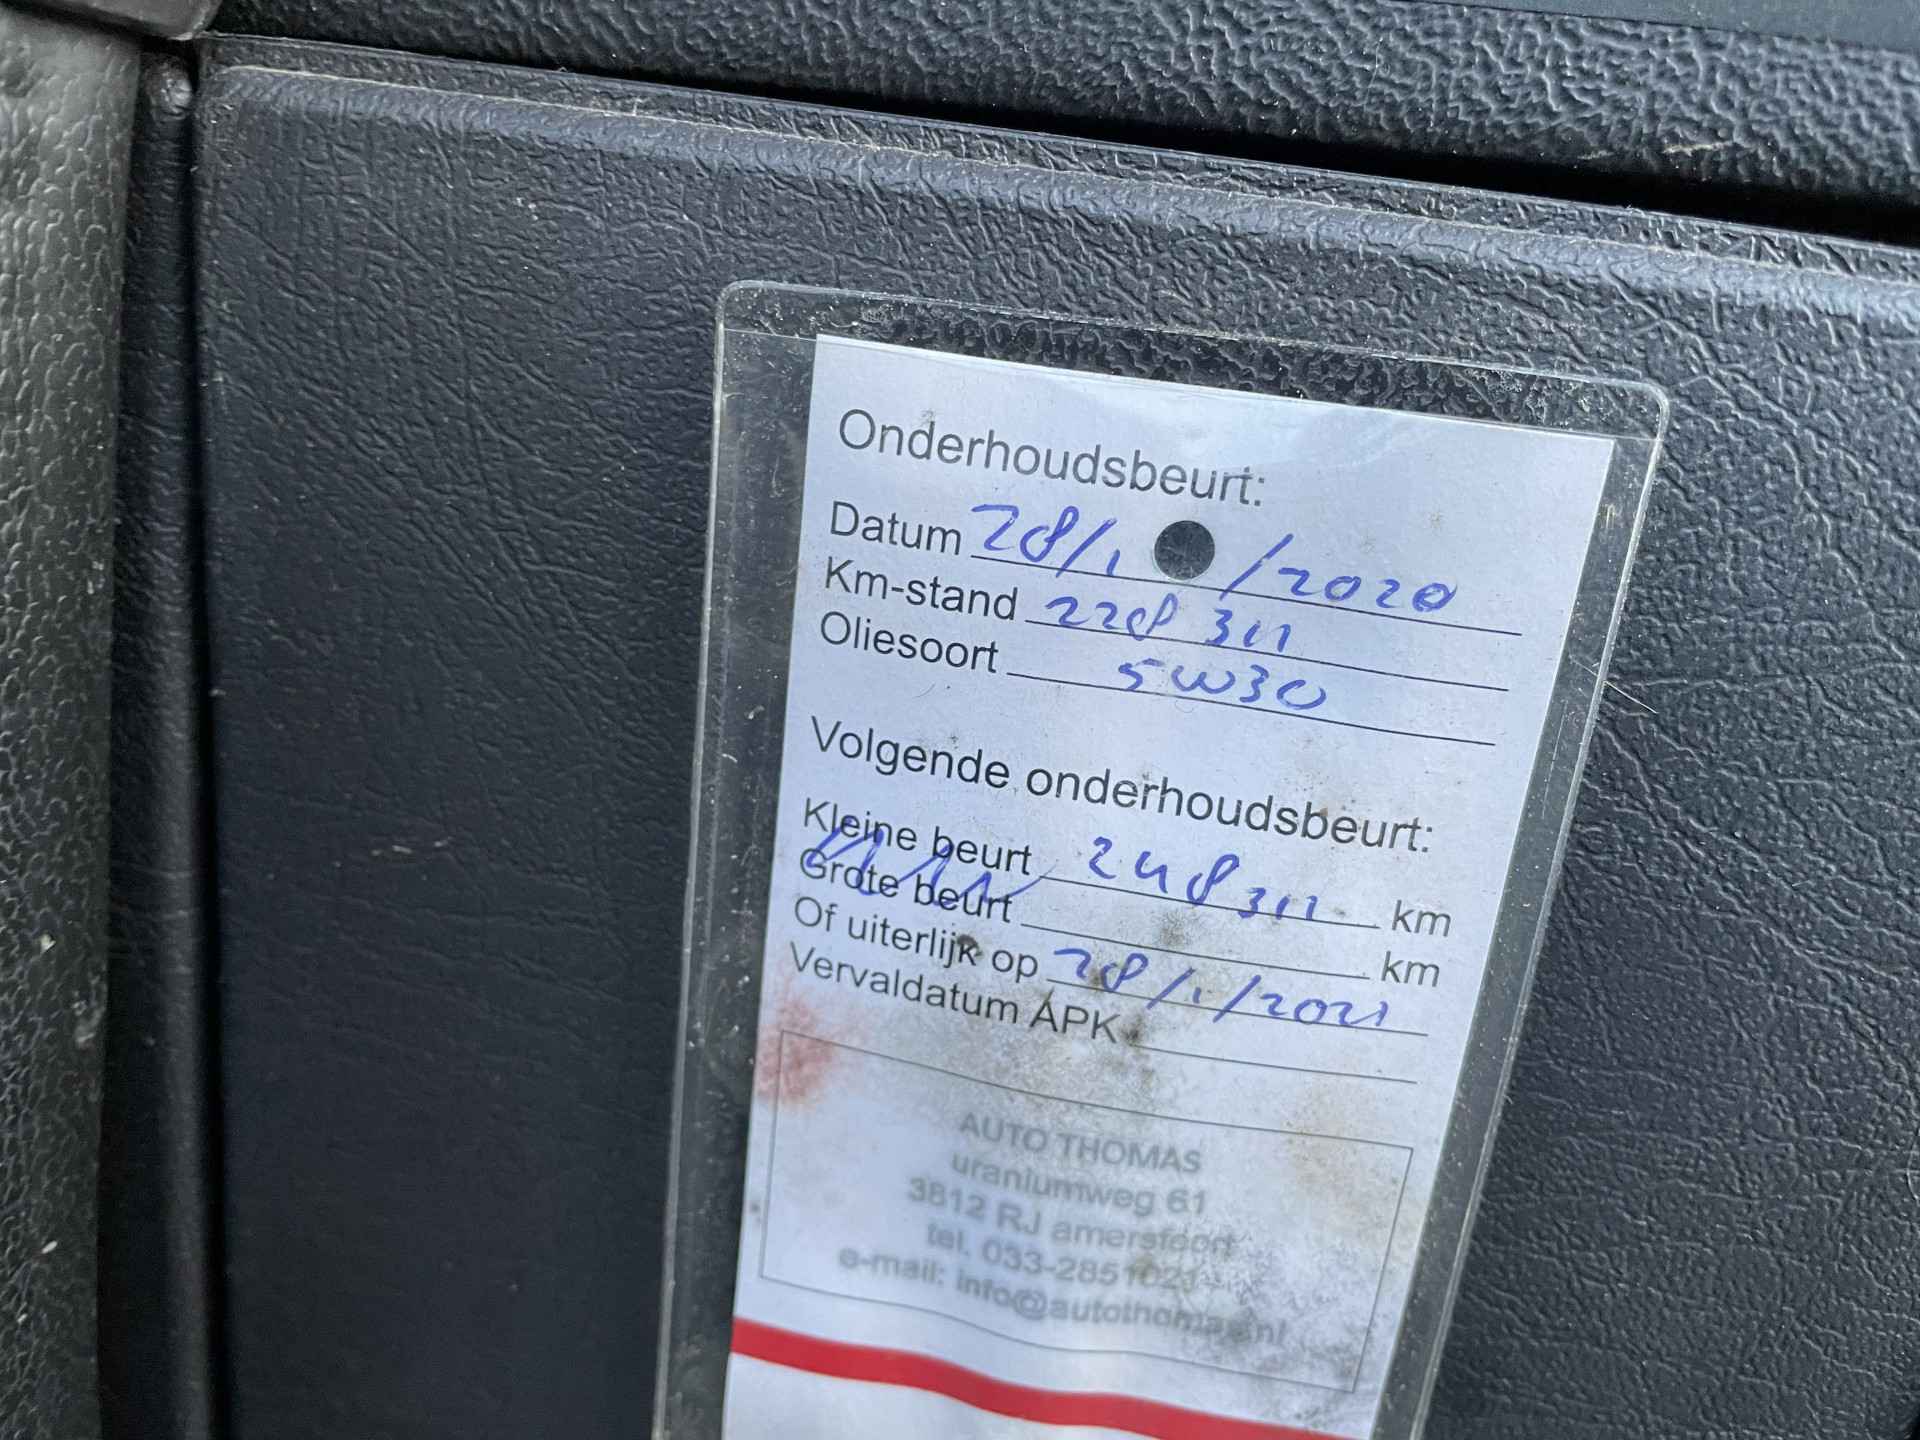 Onderhoudsbeurt:
Datum 28/1 /2020
Km-stand 228 311
Oliesoort 5W30
Volgende onderhoudsbeurt:
Kleine beurt 248311 km
Grote beurt km
Of uiterlijk op 28/1/2021
Vervaldatum APK
AUTO THOMAS
uraniumweg 61
3812 RJ amersfoort
tel. 033-2851021
e-mail: info@autothomas.nl